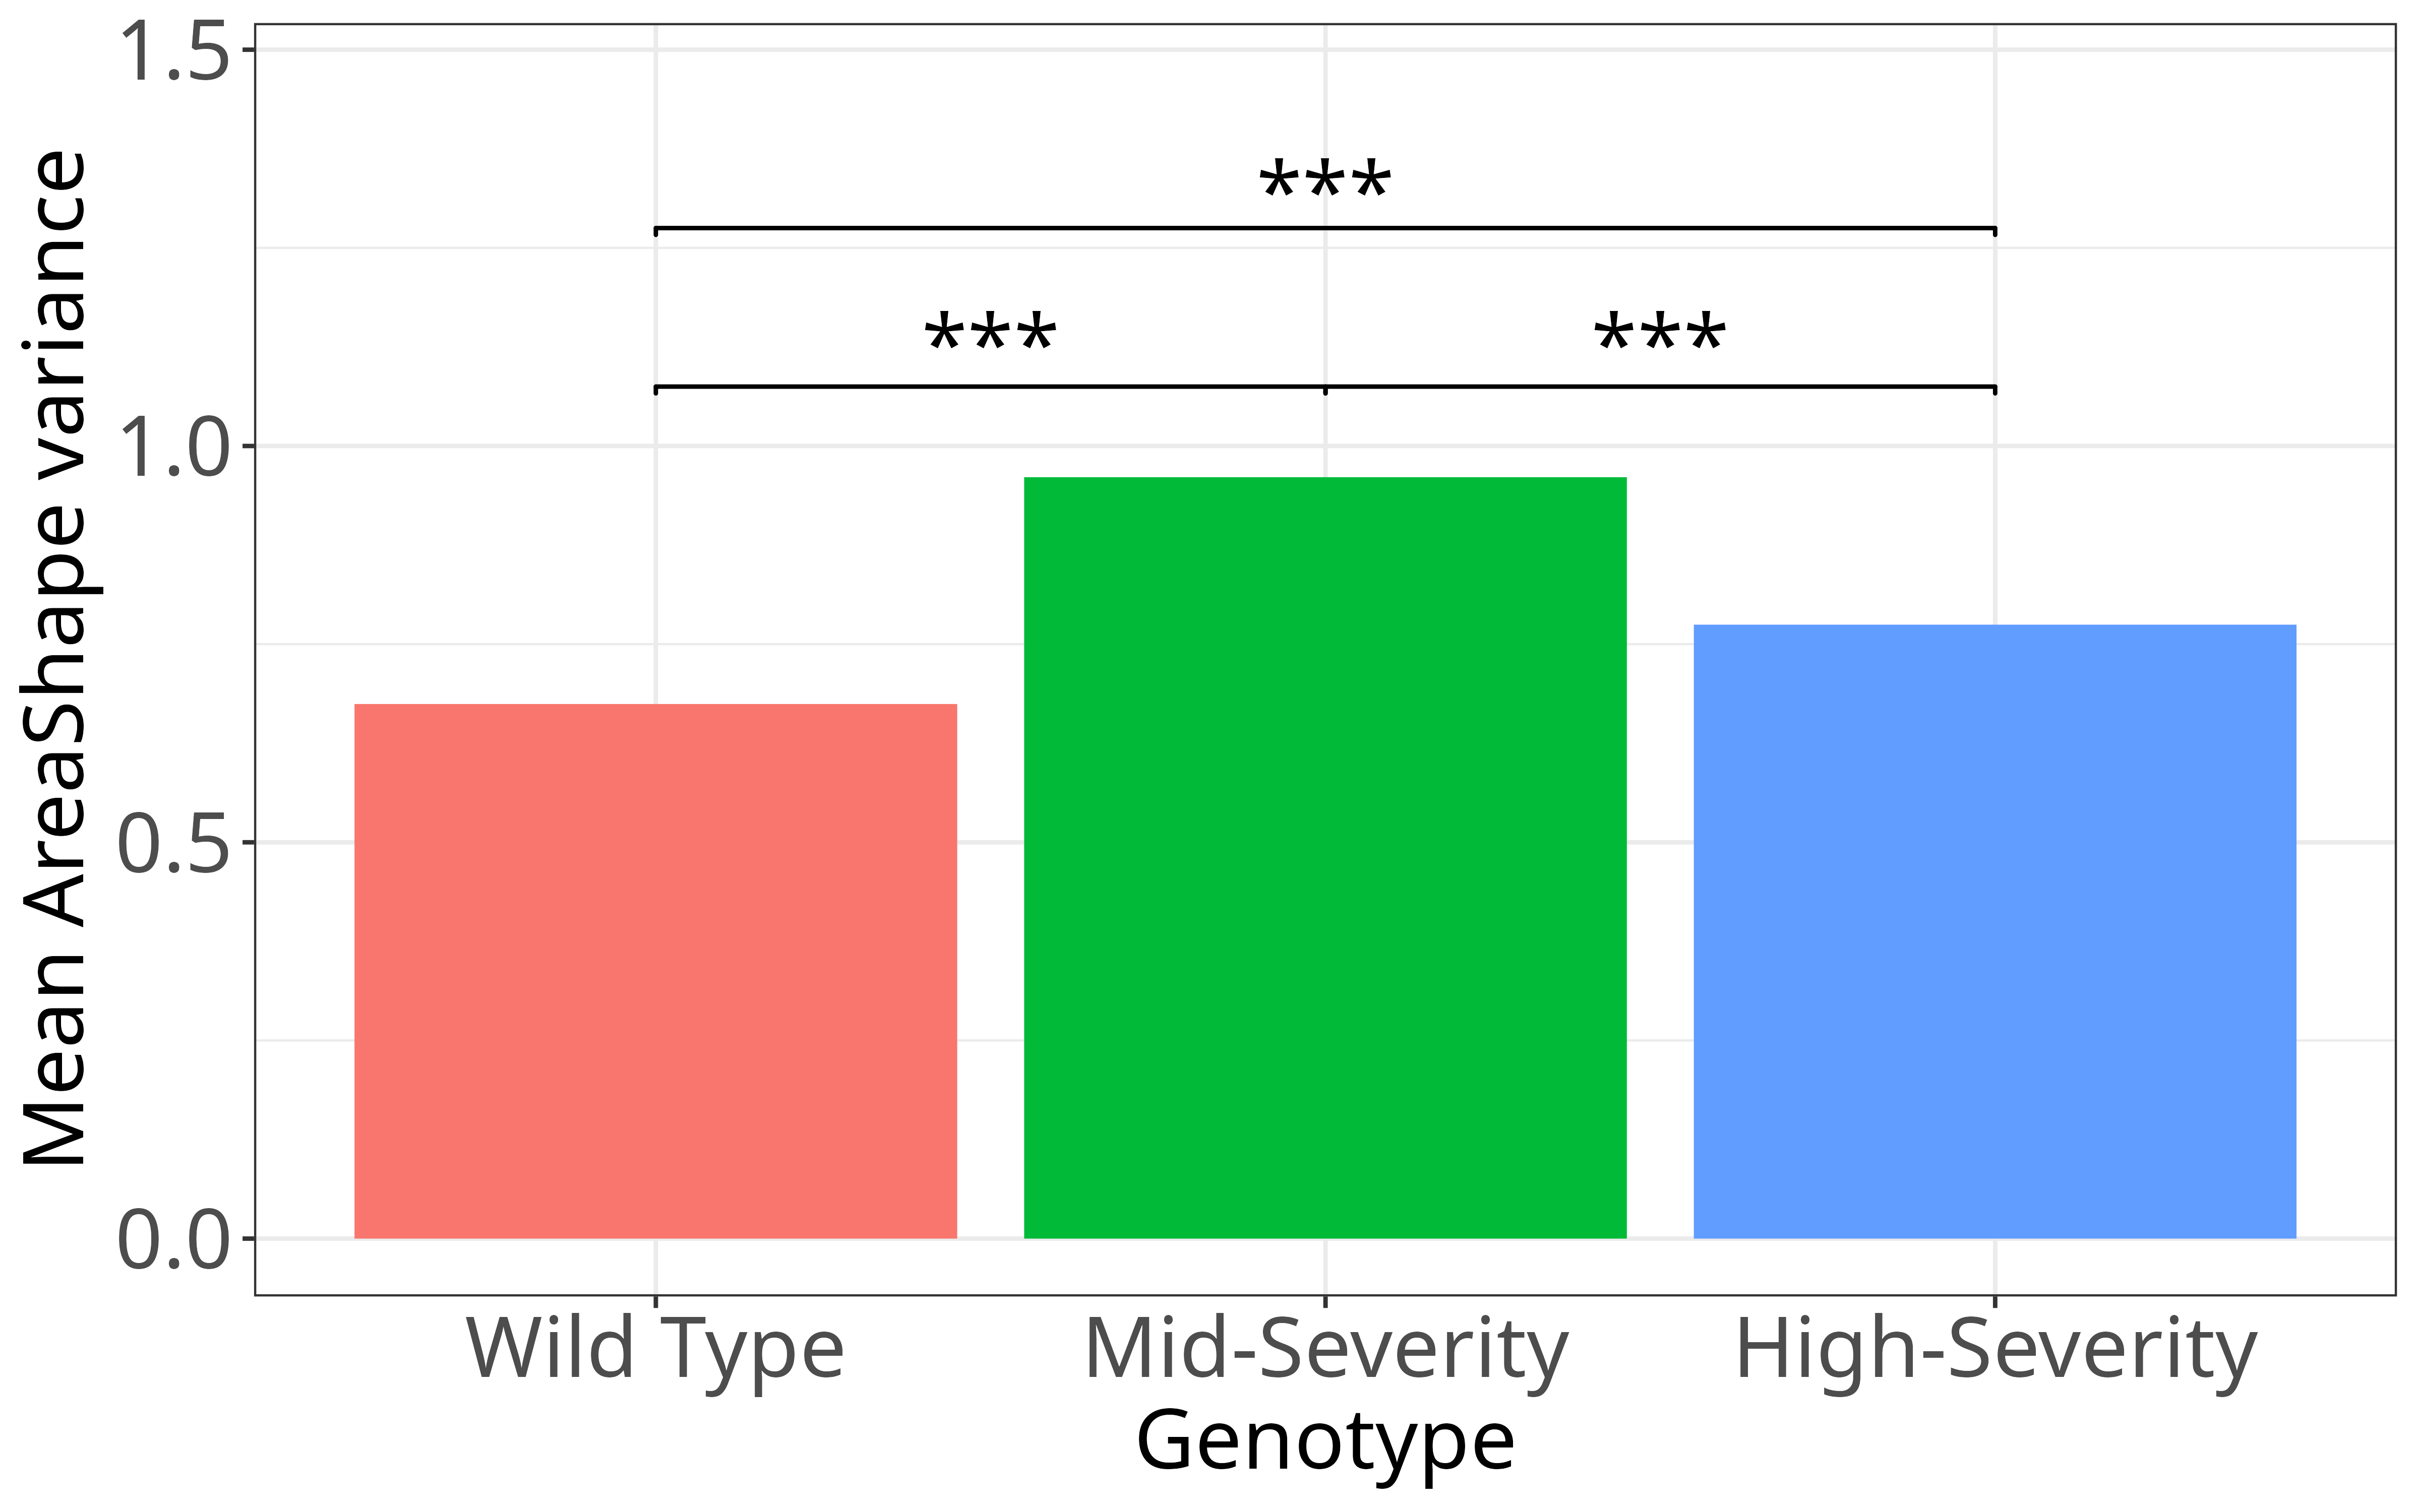 Mean AreaShape variance
1.5
1.0
0.5
0.0
***
***
***
Wild Type
Mid-Severity
High-Severity
Genotype